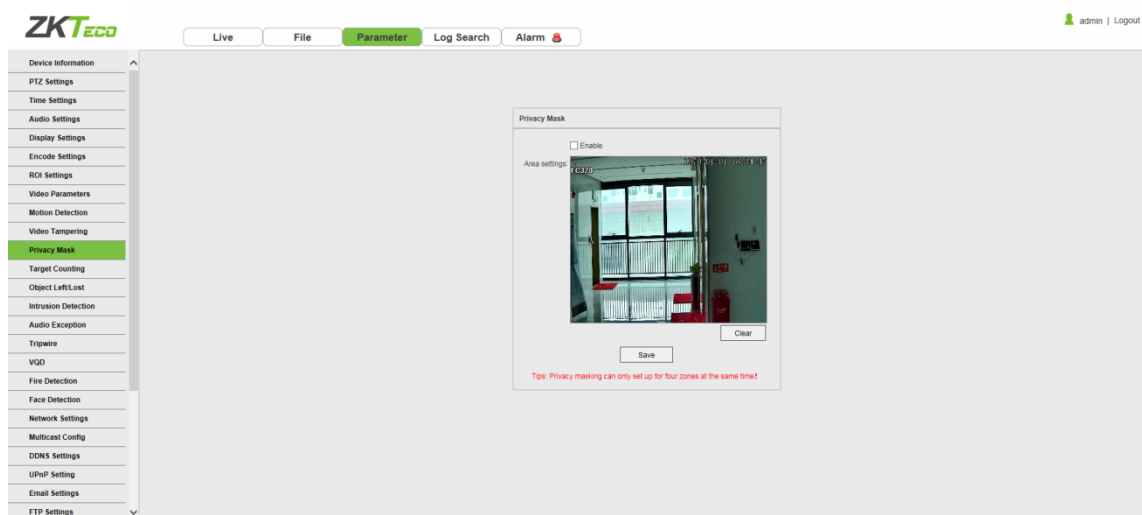 ZKTECO
admin | Logout
Live File Parameter Log Search Alarm
Device Information
PTZ Settings
Time Settings
Audio Settings
Display Settings
Encode Settings
ROI Settings
Video Parameters
Motion Detection
Video Tampering
Privacy Mask
Target Counting
Object Left/Lost
Intrusion Detection
Audio Exception
Tripwire
VQD
Fire Detection
Face Detection
Network Settings
Multicast Config
DDNS Settings
UPnP Setting
Email Settings
FTP Settings
Privacy Mask
Enable
Area settings:
Clear
Save
Tips: Privacy masking can only set up for four zones at the same time!